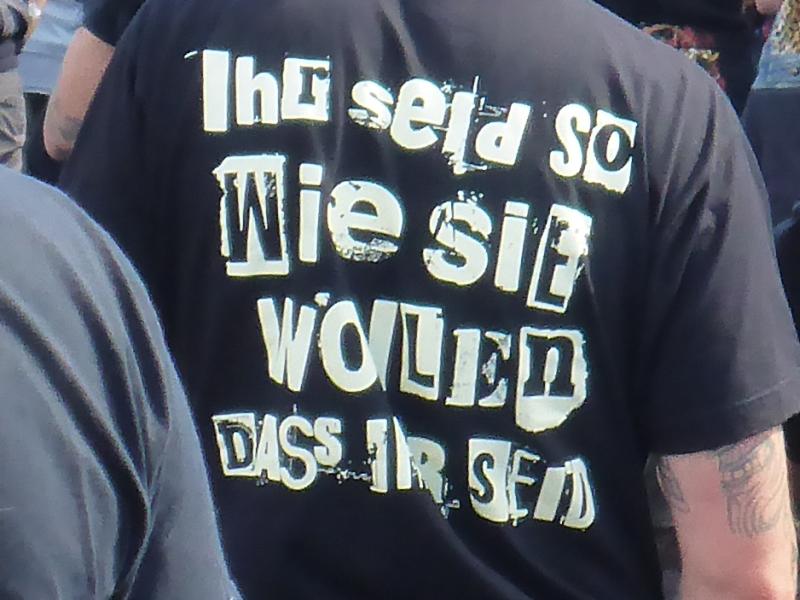 Ihr seid so
Wie siE
WOLLEn
DASS IHR SEID